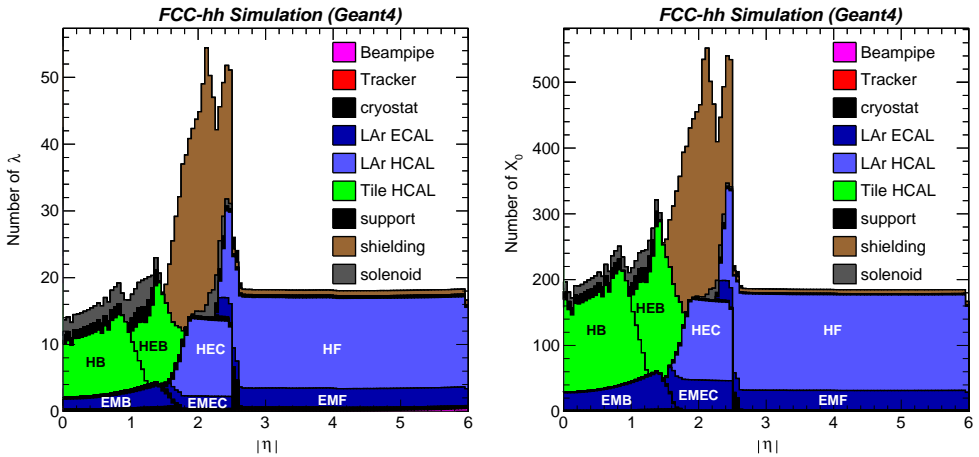 FCC-hh Simulation (Geant4)
Number of λ
50
40
30
20
10
0
Beampipe
Tracker
cryostat
LAr ECAL
LAr HCAL
Tile HCAL
support
shielding
solenoid
HB
HEB
HEC
HF
EMB
EMEC
EMF
0 1 2 3 4 5 6
|η|
FCC-hh Simulation (Geant4)
Number of X₀
500
400
300
200
100
0
Beampipe
Tracker
cryostat
LAr ECAL
LAr HCAL
Tile HCAL
support
shielding
solenoid
HB
HEB
HEC
HF
EMB
EMEC
EMF
0 1 2 3 4 5 6
|η|